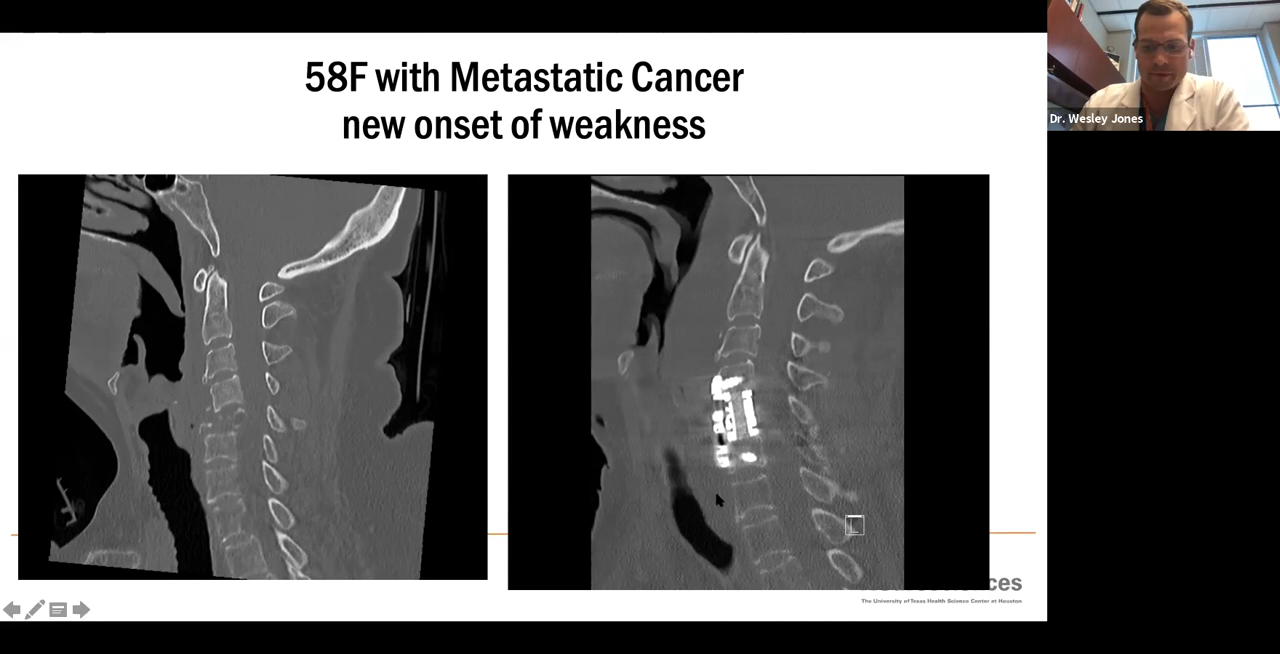 58F with Metastatic Cancer
new onset of weakness
Dr. Wesley Jones
L
ces
The University of Texas Health Science Center at Houston